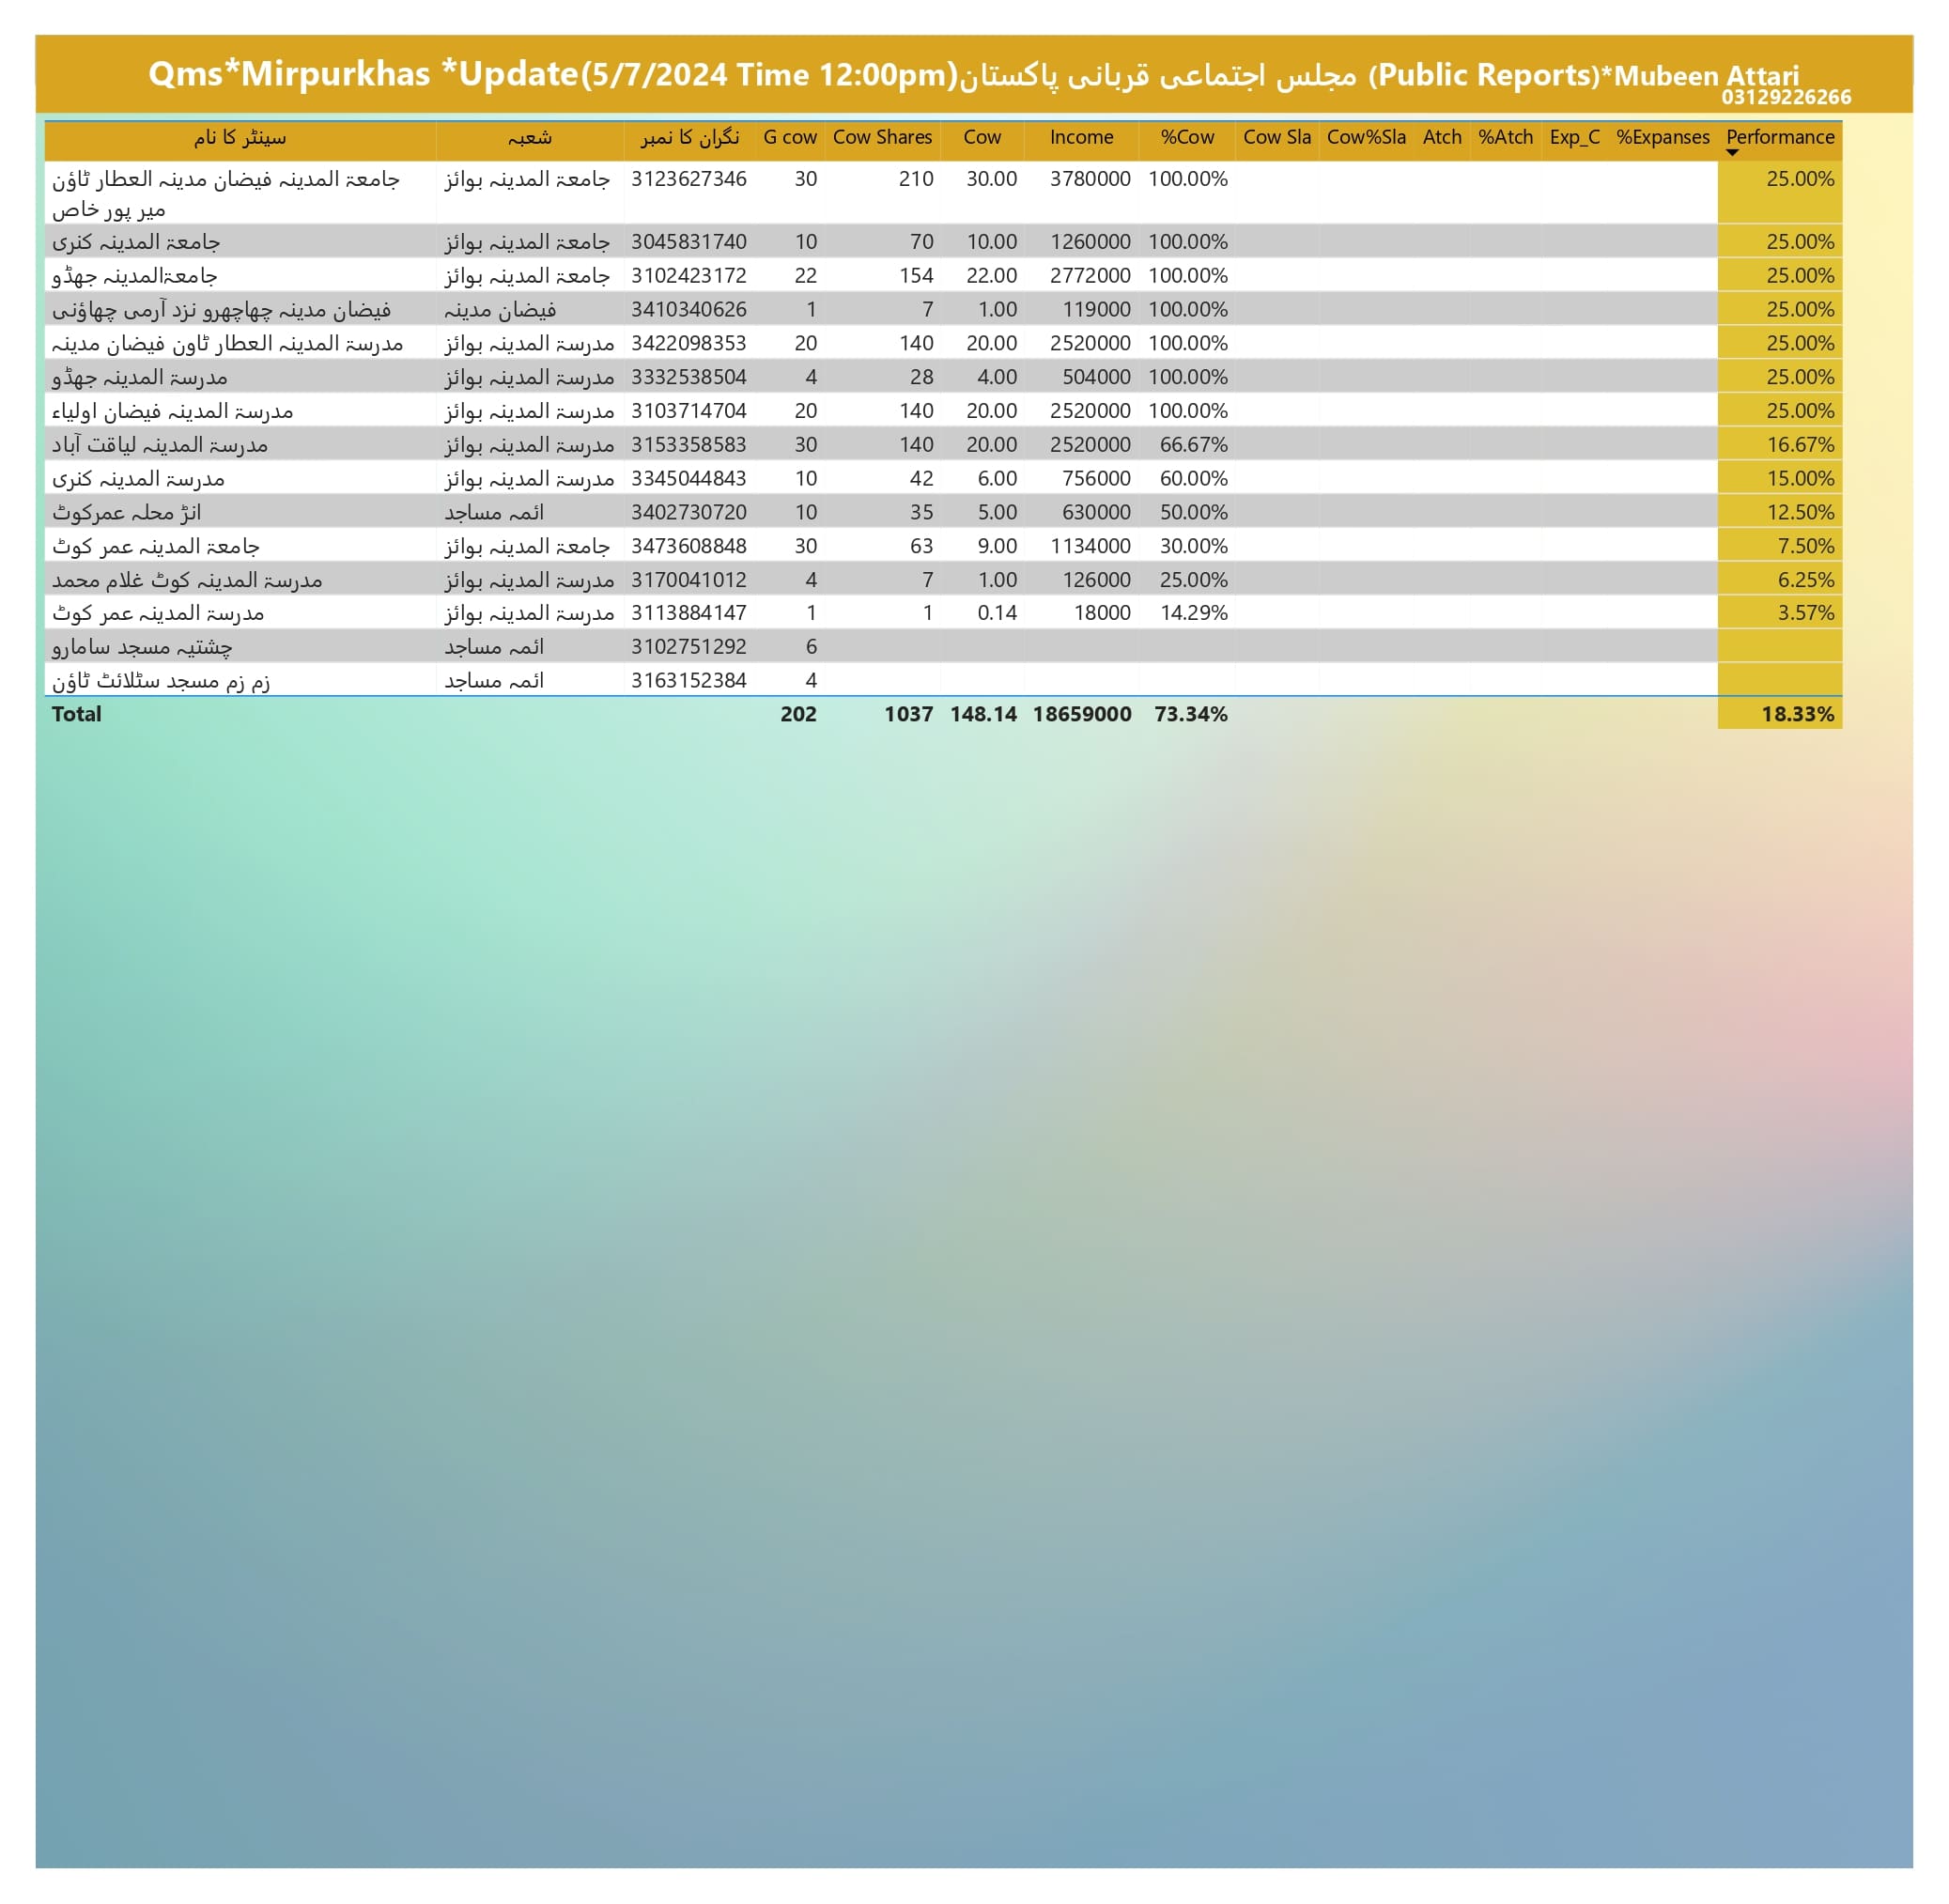 Qms*Mirpurkhas *Update(5/7/2024 Time 12:00pm)مجلس اجتماعی قربانی پاکستان (Public Reports)*Mubeen Attari
03129226266
سینٹر کا نام شعبہ نگران کا نمبر G cow Cow Shares Cow Income %Cow Cow Sla Cow%Sla Atch %Atch Exp_C %Expanses Performance
جامعۃ المدینہ فیضان مدینہ العطار ٹاؤن جامعۃ المدینہ بوائز 3123627346 30 210 30.00 3780000 100.00% 25.00%
میر پور خاص
جامعۃ المدینہ کنری جامعۃ المدینہ بوائز 3045831740 10 70 10.00 1260000 100.00% 25.00%
جامعۃالمدینہ جھڈو جامعۃ المدینہ بوائز 3102423172 22 154 22.00 2772000 100.00% 25.00%
فیضان مدینہ چھاچھرو نزد آرمی چھاؤنی فیضان مدینہ 3410340626 1 7 1.00 119000 100.00% 25.00%
مدرسۃ المدینہ العطار ٹاون فیضان مدینہ مدرسۃ المدینہ بوائز 3422098353 20 140 20.00 2520000 100.00% 25.00%
مدرسۃ المدینہ جھڈو مدرسۃ المدینہ بوائز 3332538504 4 28 4.00 504000 100.00% 25.00%
مدرسۃ المدینہ فیضان اولیاء مدرسۃ المدینہ بوائز 3103714704 20 140 20.00 2520000 100.00% 25.00%
مدرسۃ المدینہ لیاقت آباد مدرسۃ المدینہ بوائز 3153358583 30 140 20.00 2520000 66.67% 16.67%
مدرسۃ المدینہ کنری مدرسۃ المدینہ بوائز 3345044843 10 42 6.00 756000 60.00% 15.00%
انڑ محلہ عمرکوٹ ائمہ مساجد 3402730720 10 35 5.00 630000 50.00% 12.50%
جامعۃ المدینہ عمر کوٹ جامعۃ المدینہ بوائز 3473608848 30 63 9.00 1134000 30.00% 7.50%
مدرسۃ المدینہ کوٹ غلام محمد مدرسۃ المدینہ بوائز 3170041012 4 7 1.00 126000 25.00% 6.25%
مدرسۃ المدینہ عمر کوٹ مدرسۃ المدینہ بوائز 3113884147 1 1 0.14 18000 14.29% 3.57%
چشتیہ مسجد سامارو ائمہ مساجد 3102751292 6
زم زم مسجد سٹلائٹ ٹاؤن ائمہ مساجد 3163152384 4
Total 202 1037 148.14 18659000 73.34% 18.33%